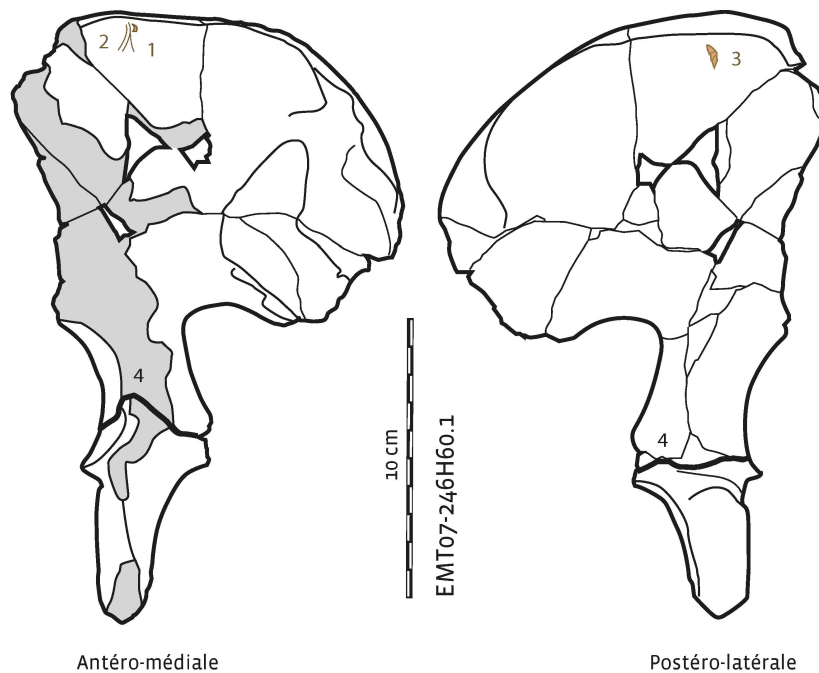 2 1
3
4
4
10 cm
EMT07-246H60.1
Antéro-médiale
Postéro-latérale